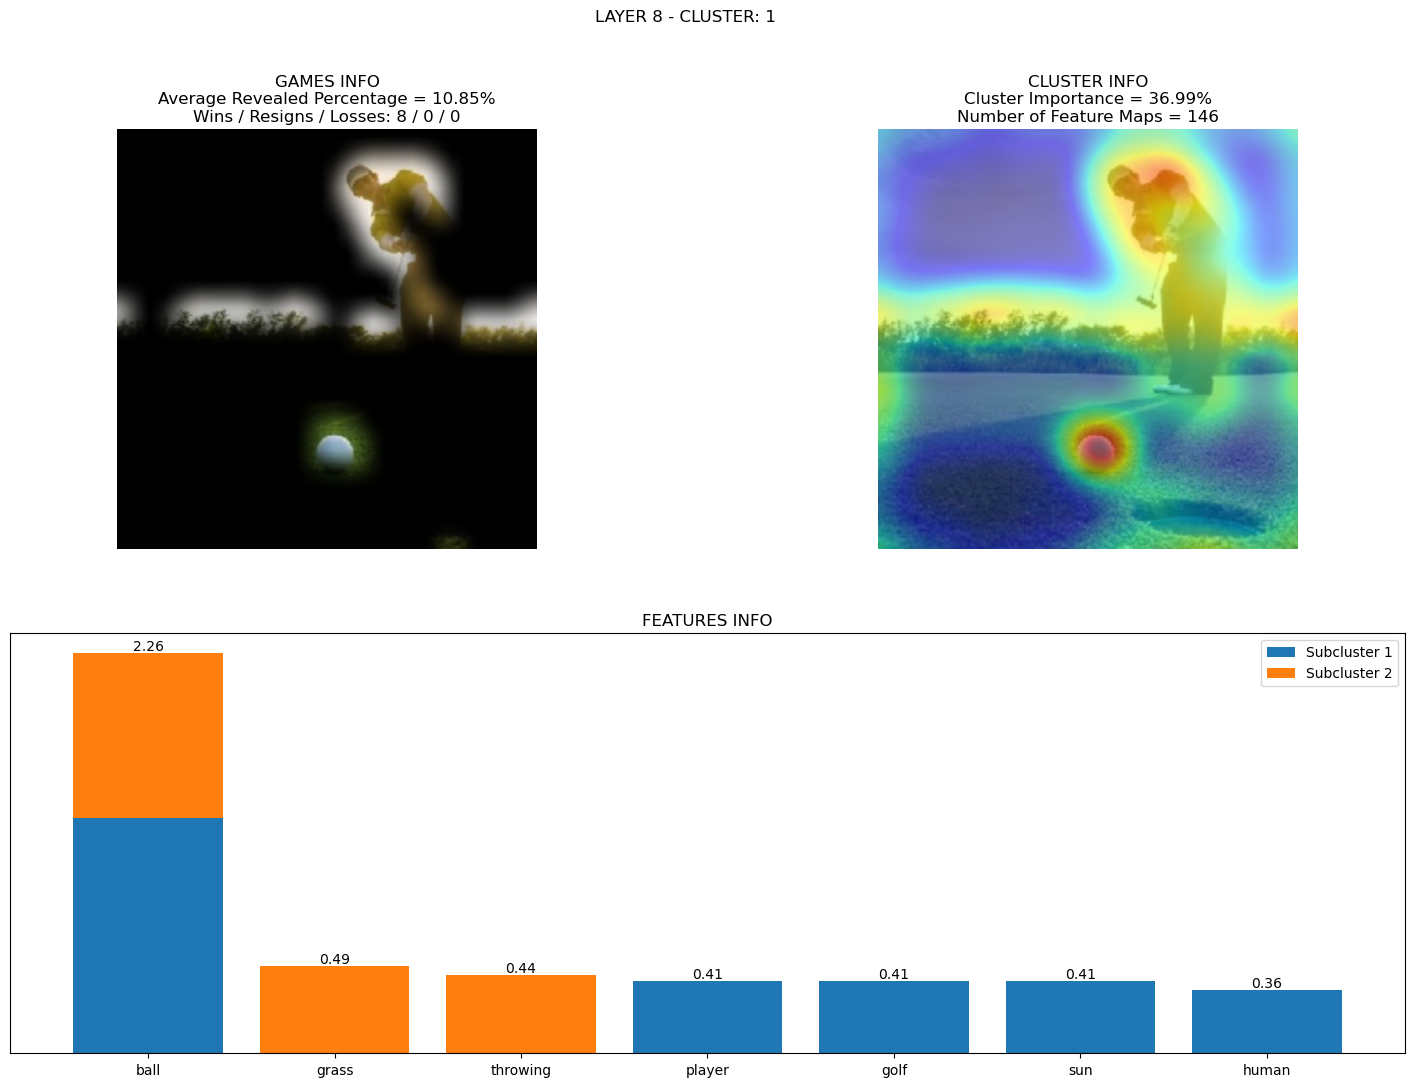 LAYER 8 - CLUSTER: 1
GAMES INFO
Average Revealed Percentage = 10.85%
Wins / Resigns / Losses: 8 / 0 / 0
CLUSTER INFO
Cluster Importance = 36.99%
Number of Feature Maps = 146
FEATURES INFO
Subcluster 1
Subcluster 2
2.26
0.49
0.44
0.41
0.41
0.41
0.36
ball
grass
throwing
player
golf
sun
human